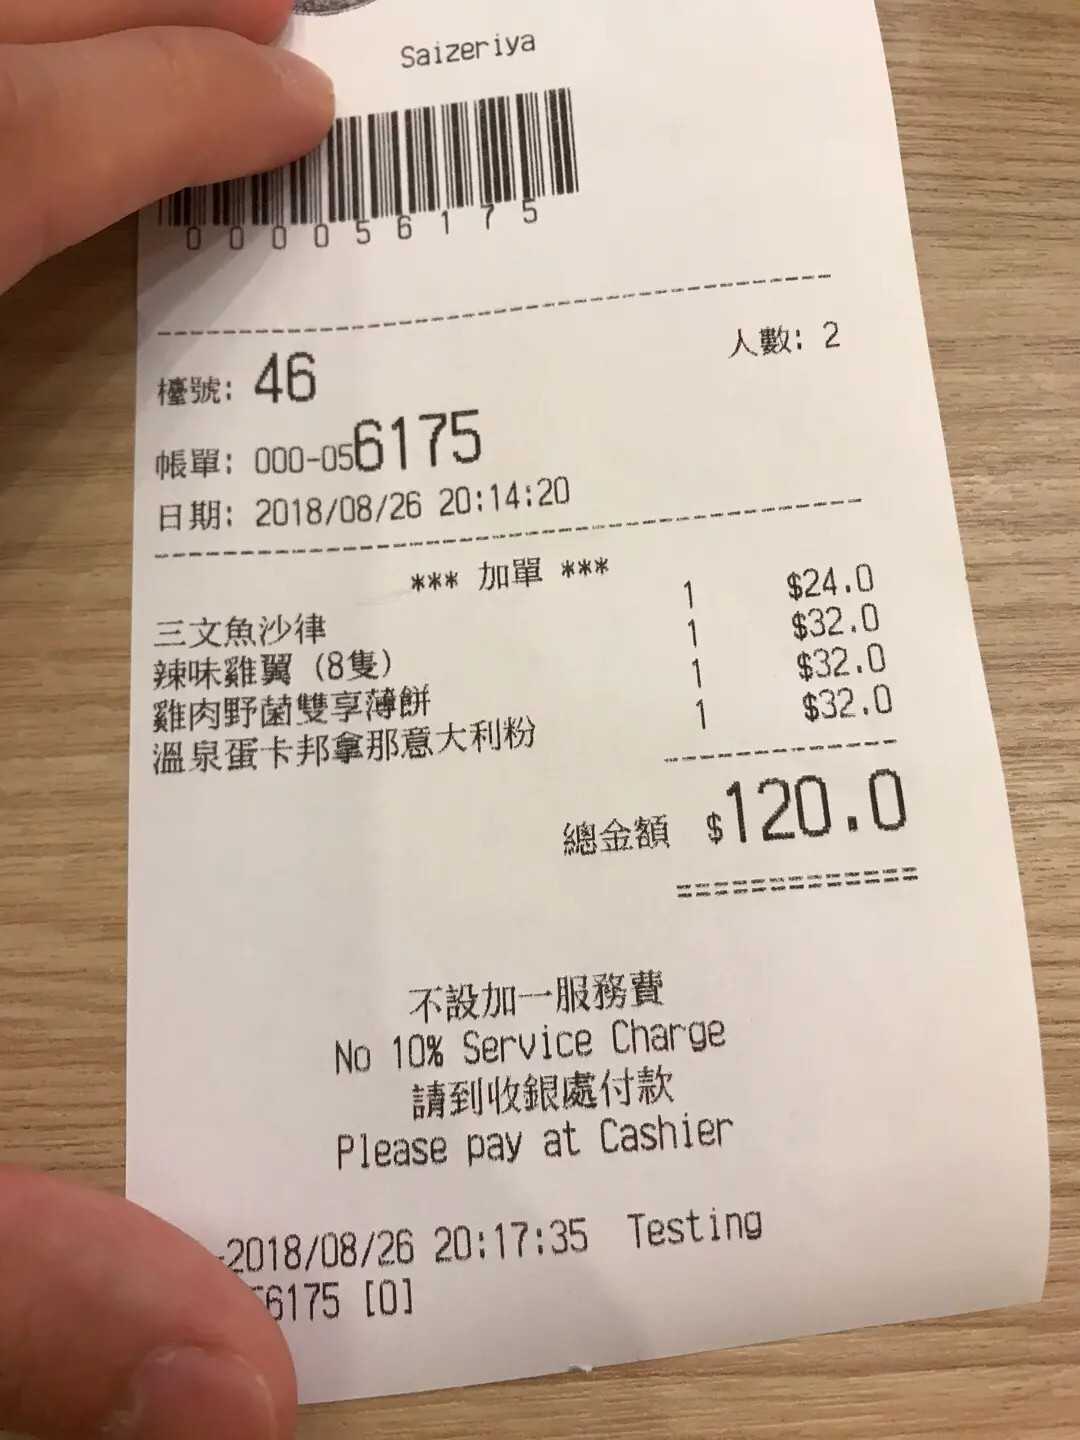 Saizeriya
000056175
人數: 2
檯號: 46
帳單: 000-056175
日期: 2018/08/26 20:14:20
*** 加單 ***
三文魚沙律 1 $24.0
辣味雞翼 (8隻) 1 $32.0
雞肉野菌雙享薄餅 1 $32.0
溫泉蛋卡邦拿那意大利粉 1 $32.0
總金額 $120.0
不設加一服務費
No 10% Service Charge
請到收銀處付款
Please pay at Cashier
-2018/08/26 20:17:35 Testing
6175 [0]